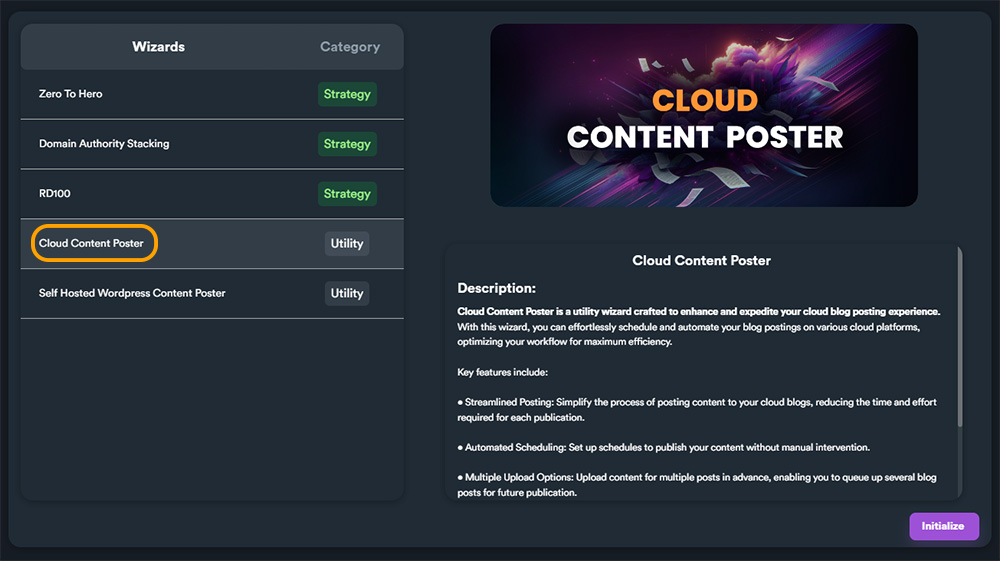 Wizards Category
Zero To Hero Strategy
Domain Authority Stacking Strategy
RD100 Strategy
Cloud Content Poster Utility
Self Hosted Wordpress Content Poster Utility
CLOUD
CONTENT POSTER
Cloud Content Poster
Description:
Cloud Content Poster is a utility wizard crafted to enhance and expedite your cloud blog posting experience.
With this wizard, you can effortlessly schedule and automate your blog postings on various cloud platforms,
optimizing your workflow for maximum efficiency.
Key features include:
● Streamlined Posting: Simplify the process of posting content to your cloud blogs, reducing the time and effort
required for each publication.
● Automated Scheduling: Set up schedules to publish your content without manual intervention.
● Multiple Upload Options: Upload content for multiple posts in advance, enabling you to queue up several blog
posts for future publication.
Initialize